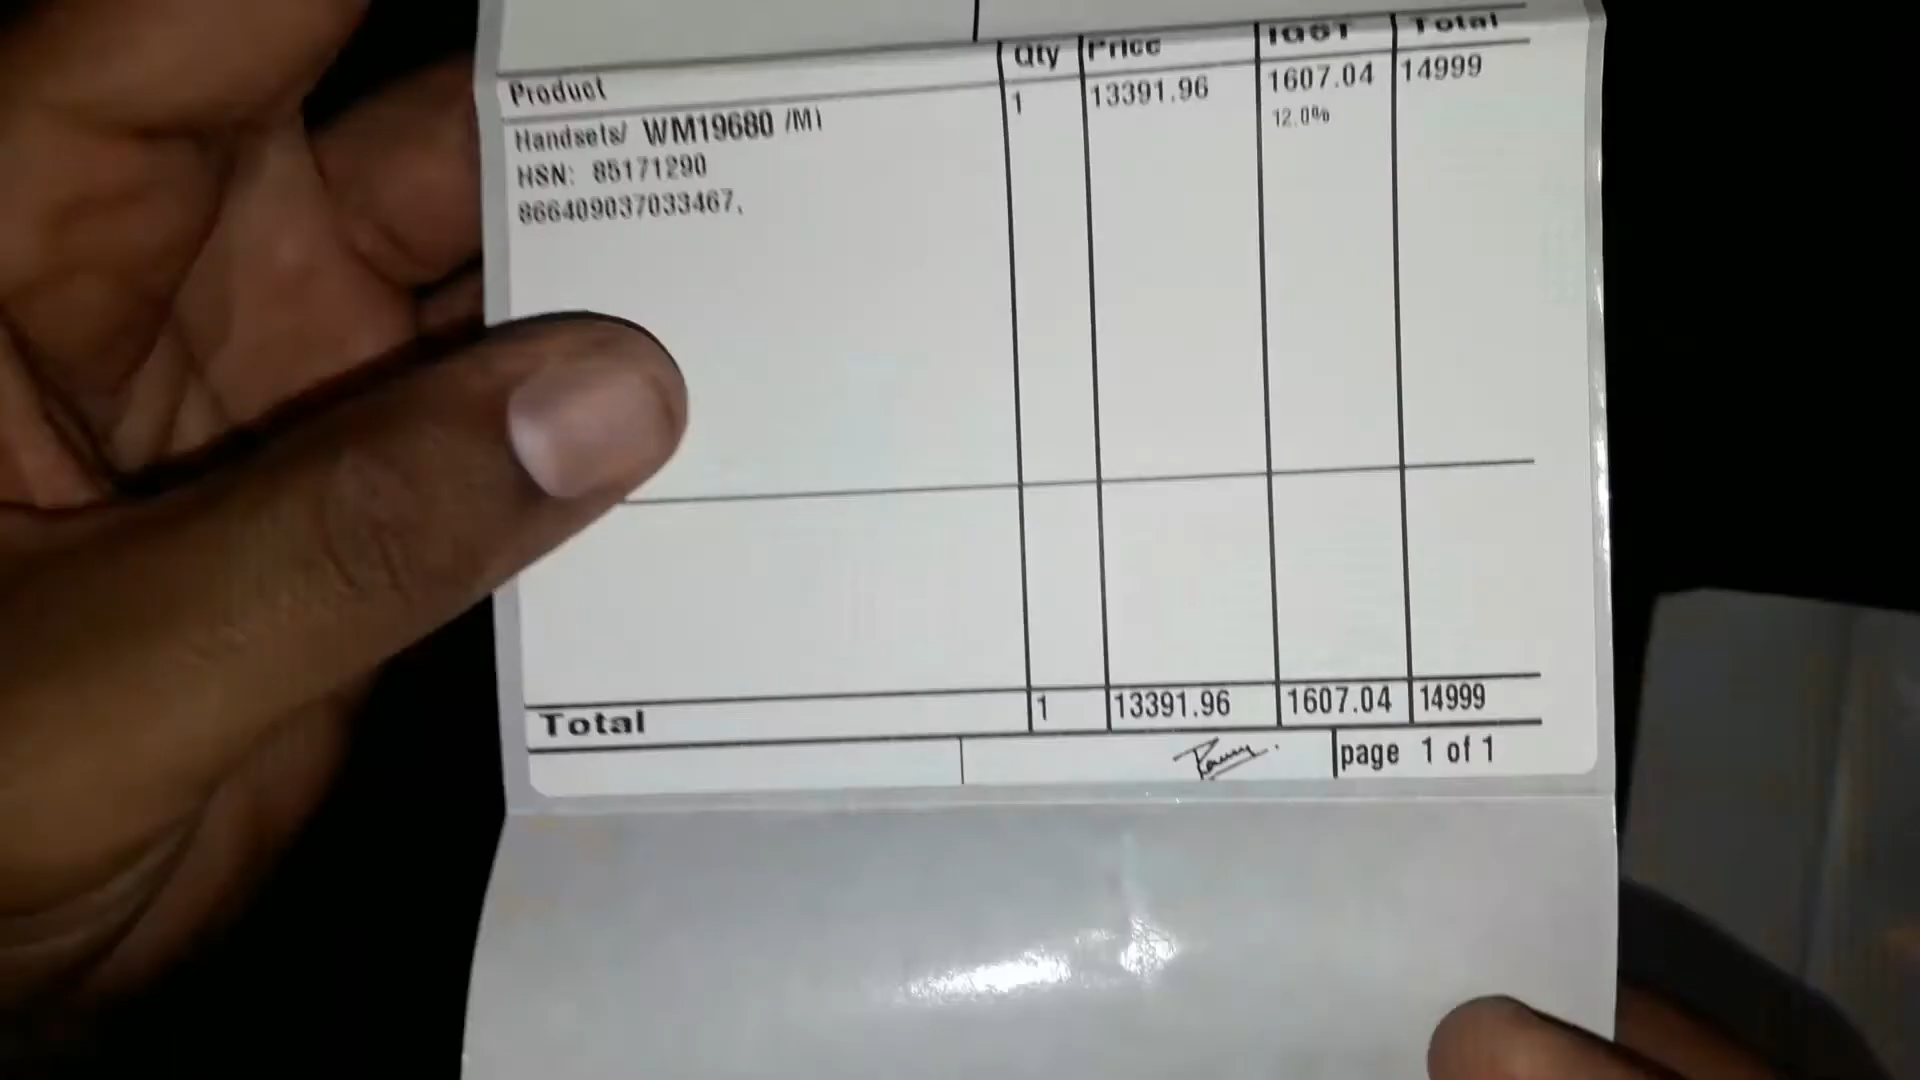 Product Qty Price IGST Total
Handsets/ WM19680 /Mi 1 13391.96 1607.04 14999
HSN: 85171290 12.0%
866409037033467,
Total 1 13391.96 1607.04 14999
page 1 of 1